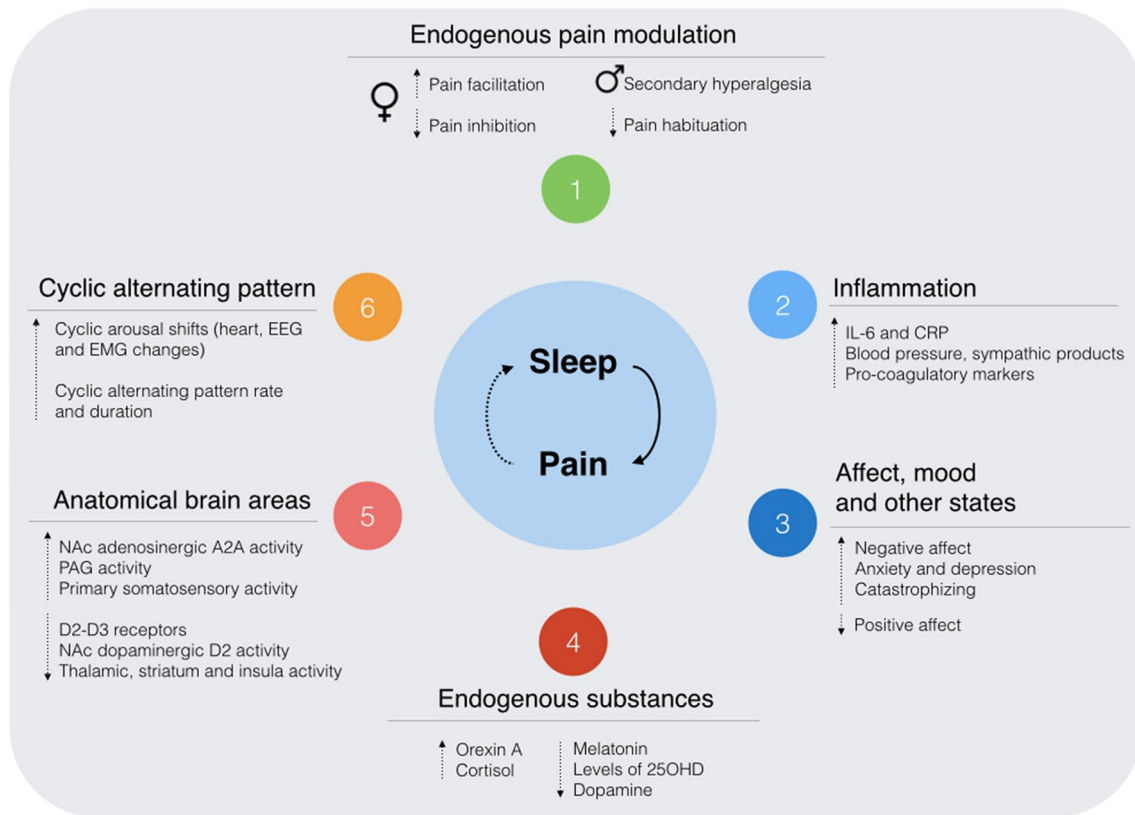 Endogenous pain modulation
Pain facilitation
Pain inhibition
Secondary hyperalgesia
Pain habituation
1
Cyclic alternating pattern
6
Cyclic arousal shifts (heart, EEG
and EMG changes)
Cyclic alternating pattern rate
and duration
2
Inflammation
IL-6 and CRP
Blood pressure, sympathic products
Pro-coagulatory markers
Sleep
Pain
Anatomical brain areas
5
NAc adenosinergic A2A activity
PAG activity
Primary somatosensory activity
D2-D3 receptors
NAc dopaminergic D2 activity
Thalamic, striatum and insula activity
3
Affect, mood
and other states
Negative affect
Anxiety and depression
Catastrophizing
Positive affect
4
Endogenous substances
Orexin A
Cortisol
Melatonin
Levels of 25OHD
Dopamine